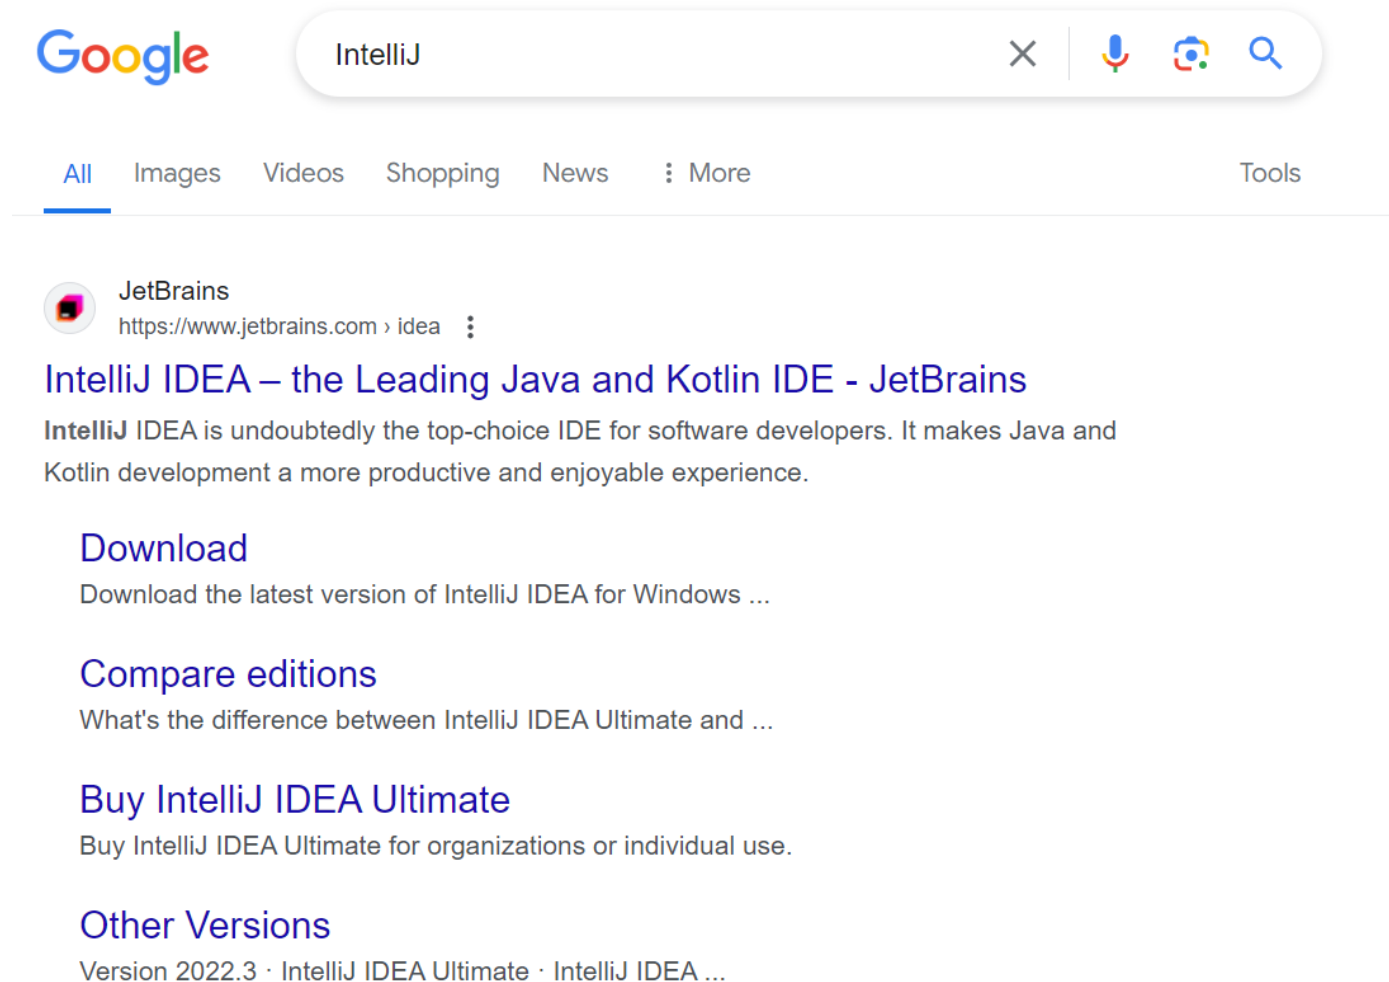 Google
IntelliJ
All Images Videos Shopping News More Tools
JetBrains
https://www.jetbrains.com › idea
IntelliJ IDEA – the Leading Java and Kotlin IDE - JetBrains
IntelliJ IDEA is undoubtedly the top-choice IDE for software developers. It makes Java and
Kotlin development a more productive and enjoyable experience.
Download
Download the latest version of IntelliJ IDEA for Windows ...
Compare editions
What's the difference between IntelliJ IDEA Ultimate and ...
Buy IntelliJ IDEA Ultimate
Buy IntelliJ IDEA Ultimate for organizations or individual use.
Other Versions
Version 2022.3 · IntelliJ IDEA Ultimate · IntelliJ IDEA ...